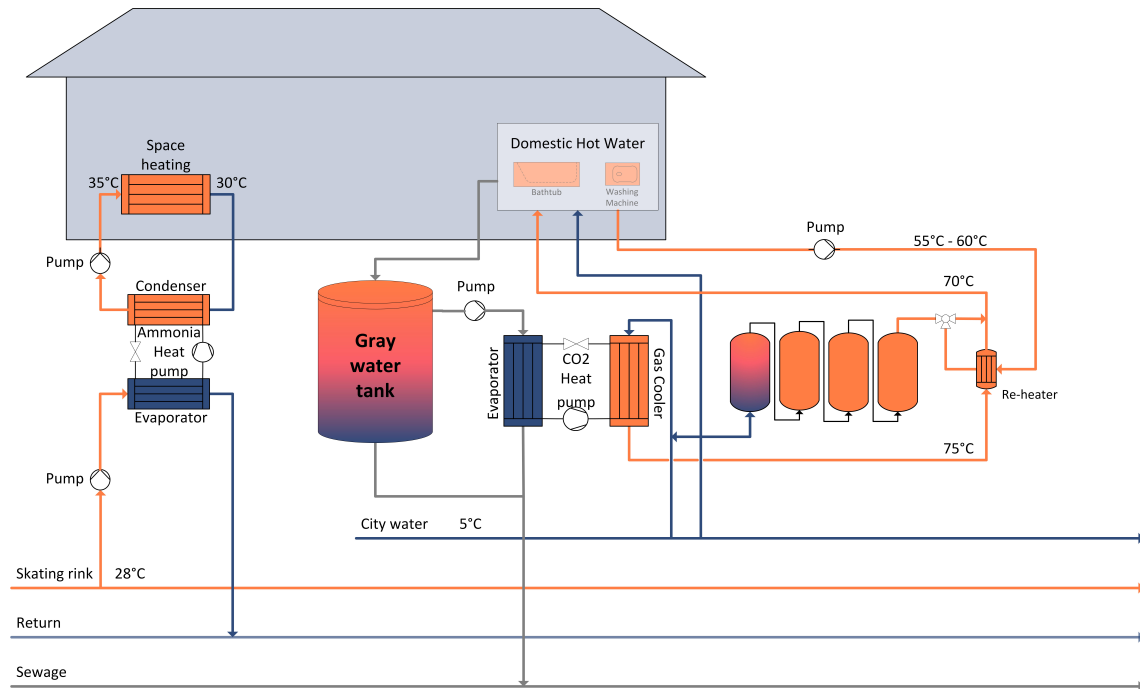 Space
heating
35°C
30°C
Pump
Condenser
Ammonia
Heat
pump
Evaporator
Pump
Domestic Hot Water
Bathtub
Washing
Machine
Pump
55°C - 60°C
70°C
Pump
Gray
water
tank
Evaporator
CO2
Heat
pump
Gas Cooler
Re-heater
75°C
City water 5°C
Skating rink 28°C
Return
Sewage